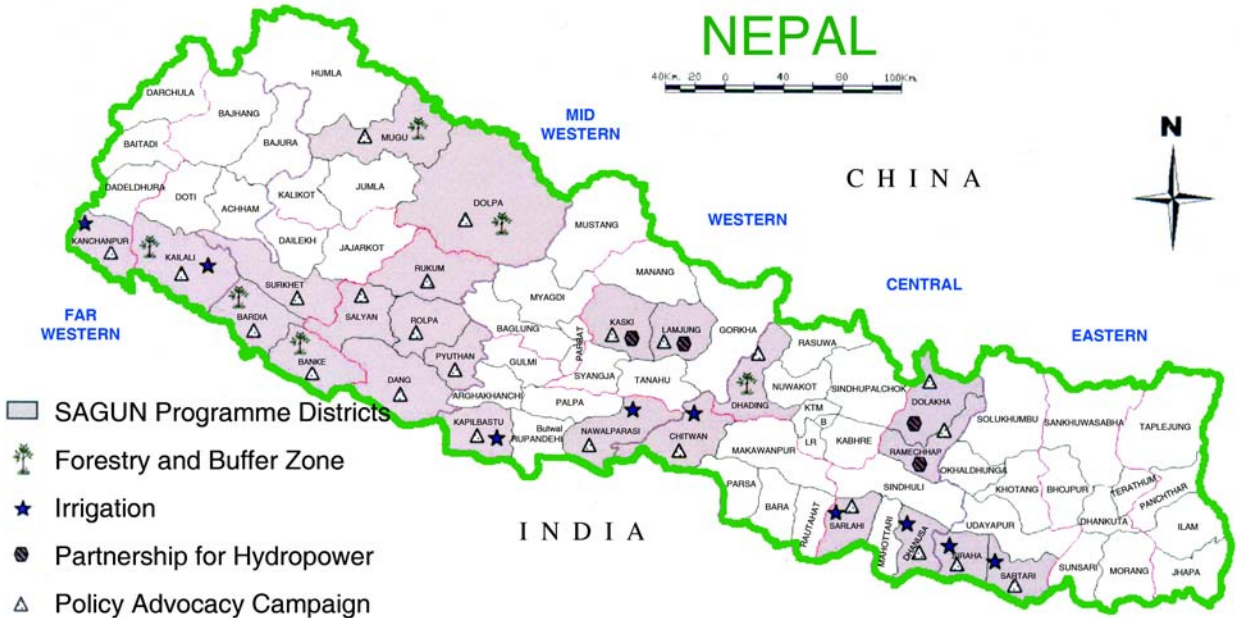 NEPAL
40Km. 20 0 40 60 100Km.
HUMLA
DARCHULA
BAJHANG
MID
WESTERN
MUGU
N
BAITADI
BAJURA
CHINA
DADELDHURA
DOTI
KALIKOT
JUMLA
ACHHAM
DOLPA
WESTERN
MUSTANG
KANCHANPUR
DAILEKH
JAJARKOT
KAILALI
MANANG
RUKUM
CENTRAL
SURKHET
MYAGDI
FAR
WESTERN
BARDIA
SALYAN
ROLPA
BAGLUNG
PARBAT
KASKI
LAMJUNG
GORKHA
RASUWA
EASTERN
BANKE
PYUTHAN
GULMI
SYANGJA
TANAHU
NUWAKOT
SINDHUPALCHOK
DANG
ARGHAKHANCHI
PALPA
DHADING
KTM
DOLAKHA
SOLUKHUMBU
SANKHUWASABHA
TAPLEJUNG
SAGUN Programme Districts
KAPILBASTU
Butwal
RUPANDEHI
NAWALPARASI
CHITWAN
B
LR
KABHRE
RAMECHHAP
MAKAWANPUR
OKHALDHUNGA
Forestry and Buffer Zone
PARSA
SINDHULI
KHOTANG
BHOJPUR
TERATHUM
PANCHTHAR
BARA
RAUTAHAT
SARLAHI
MAHOTTARI
DHANUSA
UDAYAPUR
DHANKUTA
ILAM
Irrigation
INDIA
SIRAHA
SARTARI
SUNSARI
MORANG
JHAPA
Partnership for Hydropower
Policy Advocacy Campaign